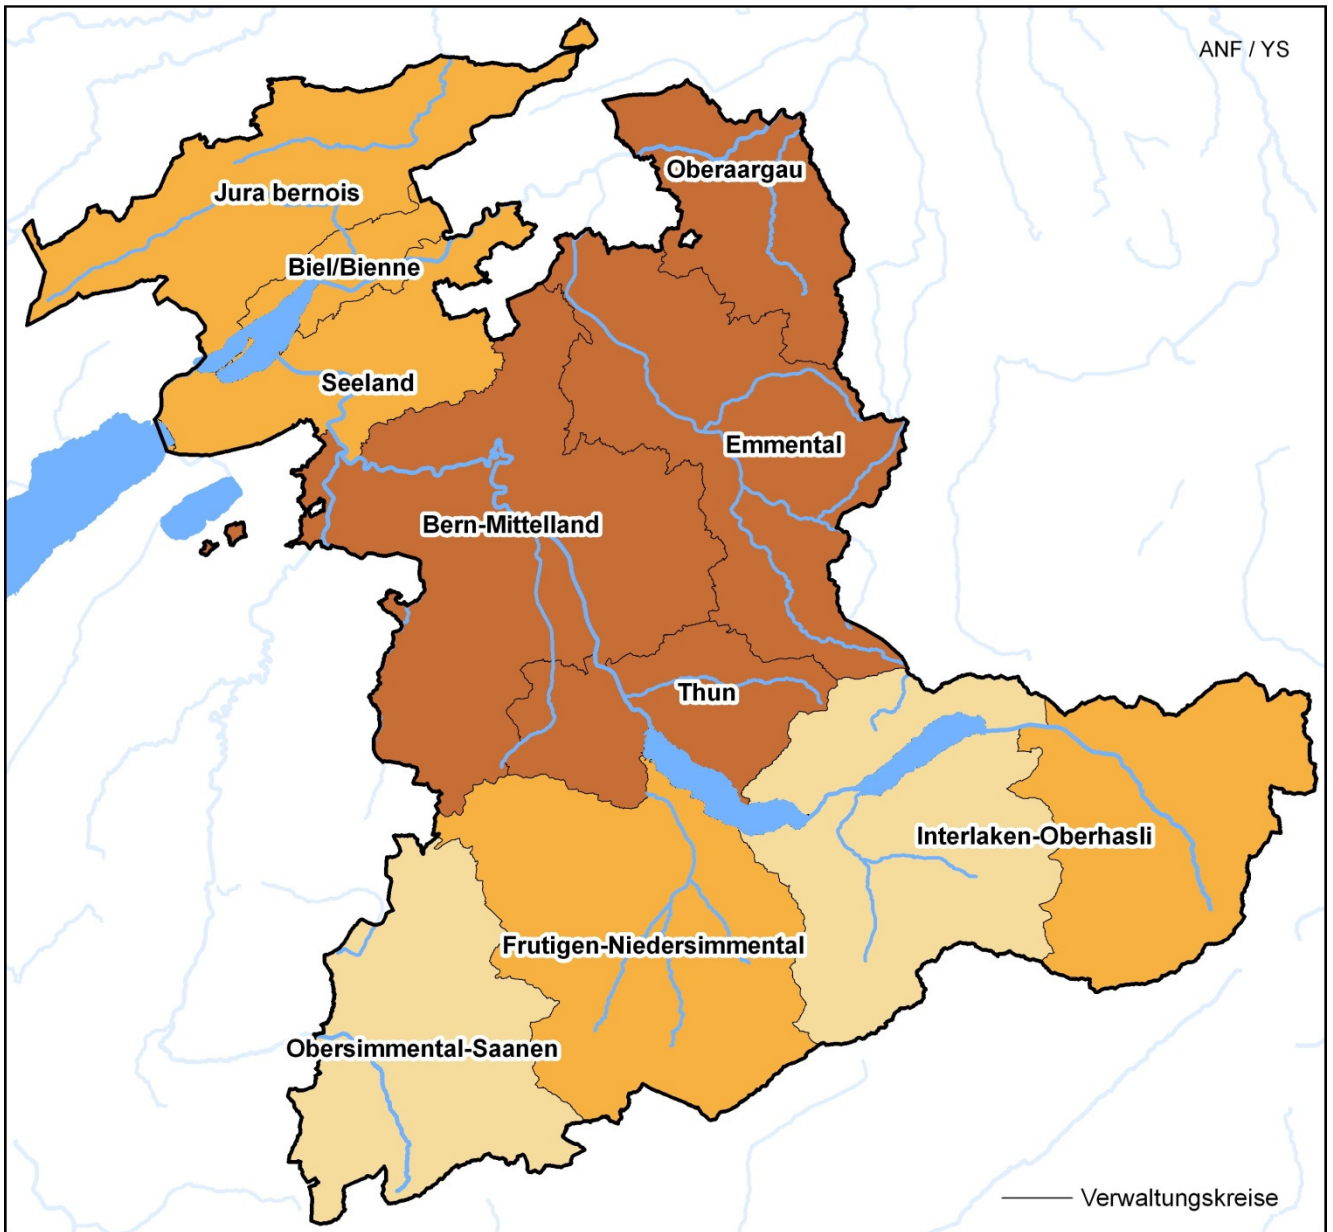 ANF / YS
Oberaargau
Jura bernois
Biel/Bienne
Seeland
Emmental
Bern-Mittelland
Thun
Interlaken-Oberhasli
Frutigen-Niedersimmental
Obersimmental-Saanen
Verwaltungskreise